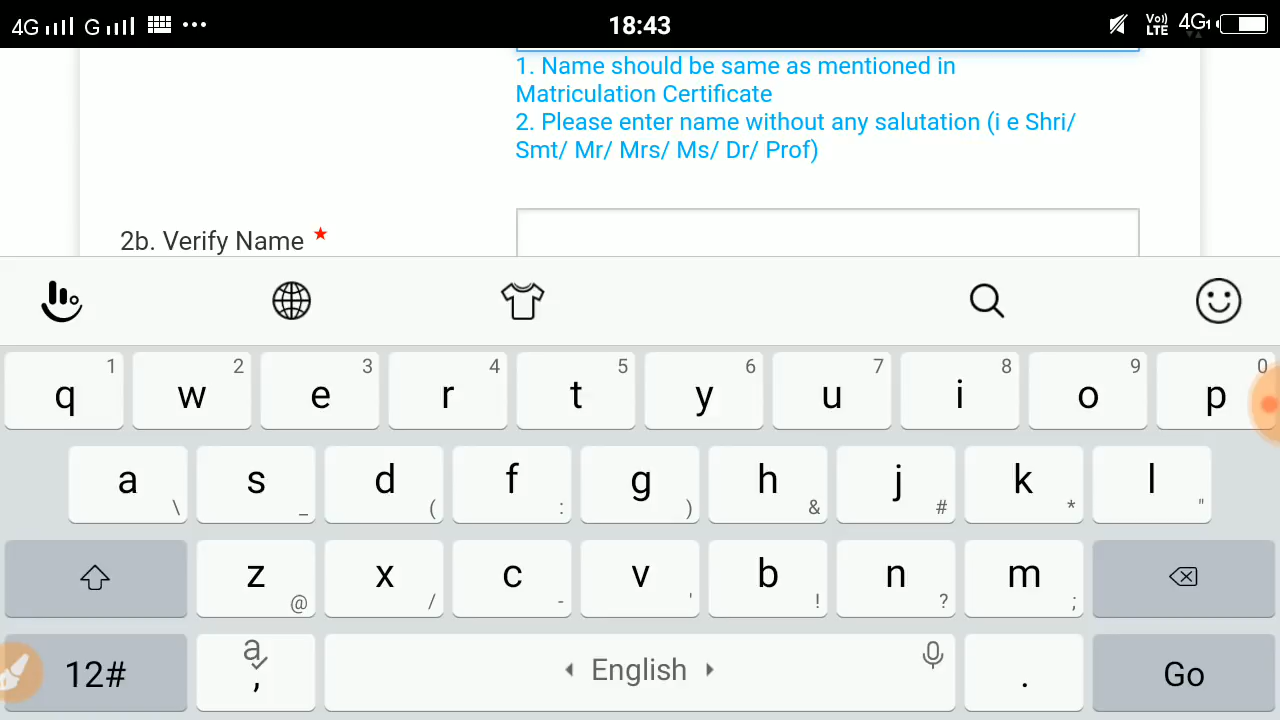 4G G ... 18:43 Vo)) LTE 4G1
1. Name should be same as mentioned in
Matriculation Certificate
2. Please enter name without any salutation (i e Shri/
Smt/ Mr/ Mrs/ Ms/ Dr/ Prof)
2b. Verify Name *
1 2 3 4 5 6 7 8 9 0
q w e r t y u i o p
a s d f g h j k l
\ _ ( : ) & # * "
z x c v b n m
@ / - ' ! ? ;
12# a , English . Go